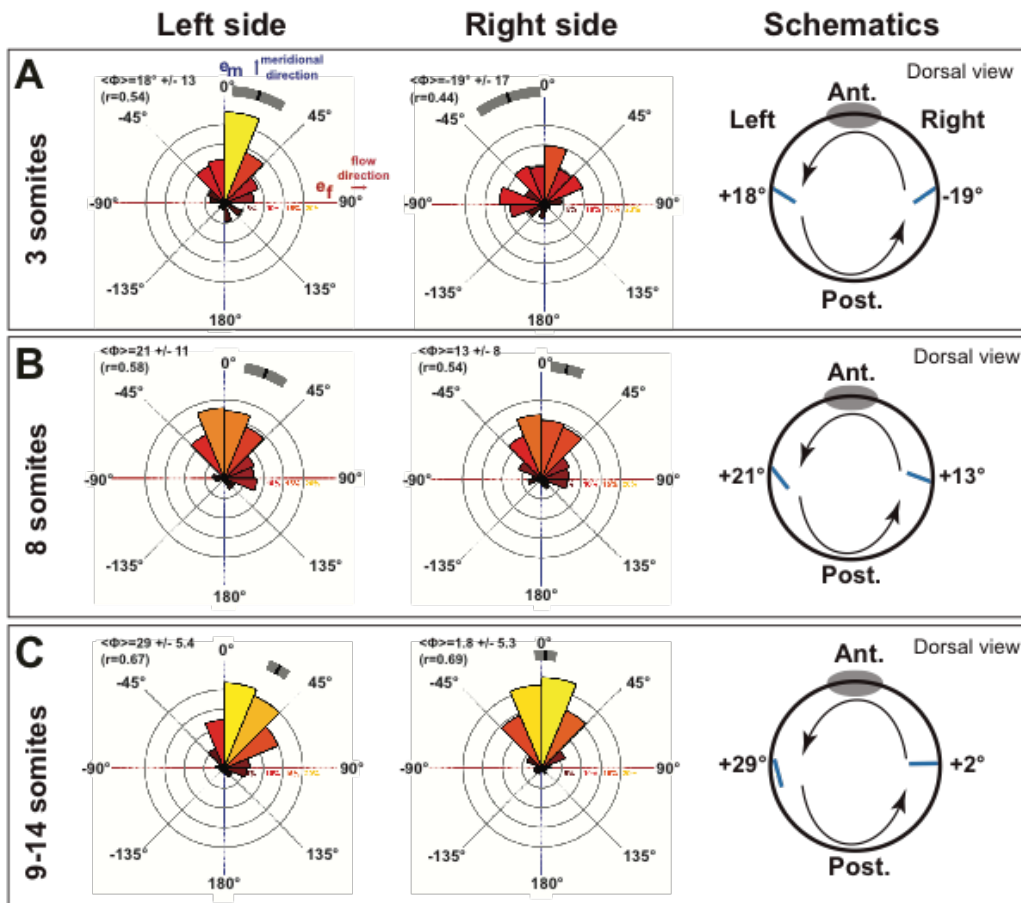 Left side
Right side
Schematics
A
3 somites
<Φ>=18° +/- 13
(r=0.54)
em
meridional
direction
0°
-45°
45°
flow
direction
ef
-90°
90°
-135°
135°
180°
<Φ>=-19° +/- 17
(r=0.44)
0°
-45°
45°
-90°
90°
-135°
135°
180°
Dorsal view
Ant.
Left
Right
+18°
-19°
Post.
B
8 somites
<Φ>=21 +/- 11
(r=0.58)
0°
-45°
45°
-90°
90°
-135°
135°
180°
<Φ>=13 +/- 8
(r=0.54)
0°
-45°
45°
-90°
90°
-135°
135°
180°
Dorsal view
Ant.
+21°
+13°
Post.
C
9-14 somites
<Φ>=29 +/- 5.4
(r=0.67)
0°
-45°
45°
-90°
90°
-135°
135°
180°
<Φ>=1.8 +/- 5.3
(r=0.69)
0°
-45°
45°
-90°
90°
-135°
135°
180°
Dorsal view
Ant.
+29°
+2°
Post.